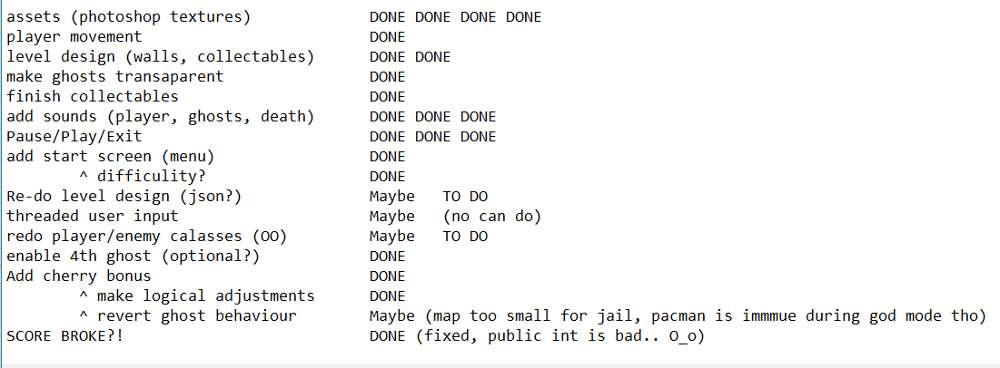 assets (photoshop textures) DONE DONE DONE DONE
player movement DONE
level design (walls, collectables) DONE DONE
make ghosts transaparent DONE
finish collectables DONE
add sounds (player, ghosts, death) DONE DONE DONE
Pause/Play/Exit DONE DONE DONE
add start screen (menu) DONE
^ difficulity? DONE
Re-do level design (json?) Maybe TO DO
threaded user input Maybe (no can do)
redo player/enemy calasses (OO) Maybe TO DO
enable 4th ghost (optional?) DONE
Add cherry bonus DONE
^ make logical adjustments DONE
^ revert ghost behaviour Maybe (map too small for jail, pacman is immmue during god mode tho)
SCORE BROKE?! DONE (fixed, public int is bad.. O_o)